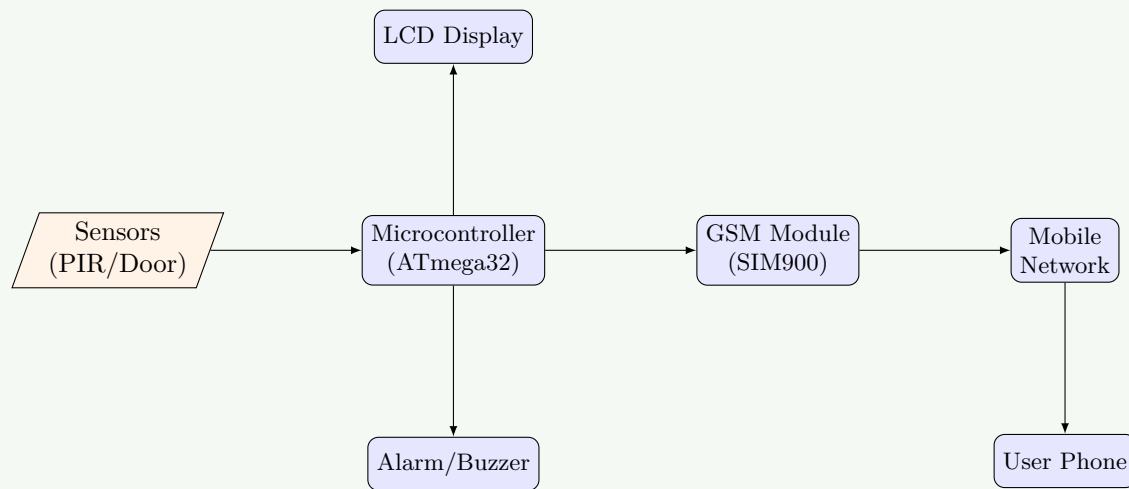 LCD Display
Sensors
(PIR/Door)
Microcontroller
(ATmega32)
GSM Module
(SIM900)
Mobile
Network
Alarm/Buzzer
User Phone